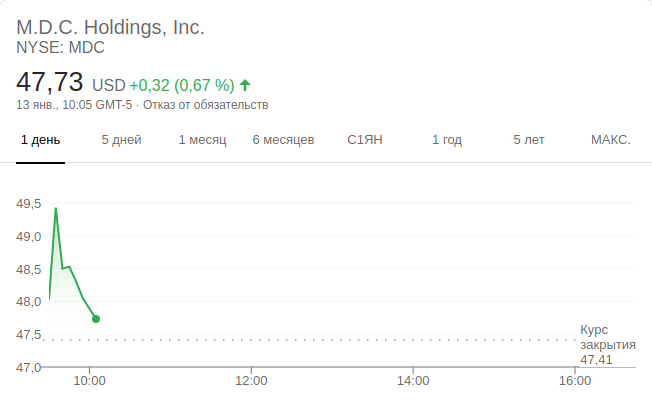 M.D.C. Holdings, Inc.
NYSE: MDC
47,73 USD +0,32 (0,67 %)
13 янв., 10:05 GMT-5 · Отказ от обязательств
1 день 5 дней 1 месяц 6 месяцев С1ЯН 1 год 5 лет МАКС.
49,5
49,0
48,5
48,0
47,5
47,0
Курс
закрытия
47,41
10:00 12:00 14:00 16:00